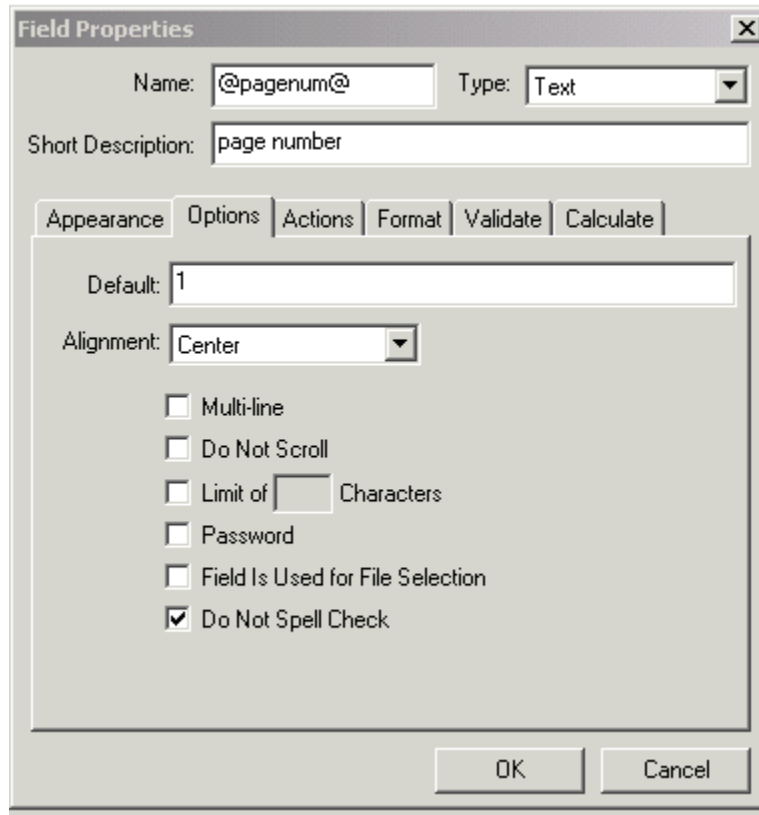 Field Properties
Name: @pagenum@ Type: Text
Short Description: page number
Appearance Options Actions Format Validate Calculate
Default: 1
Alignment: Center
Multi-line
Do Not Scroll
Limit of Characters
Password
Field Is Used for File Selection
Do Not Spell Check
OK Cancel